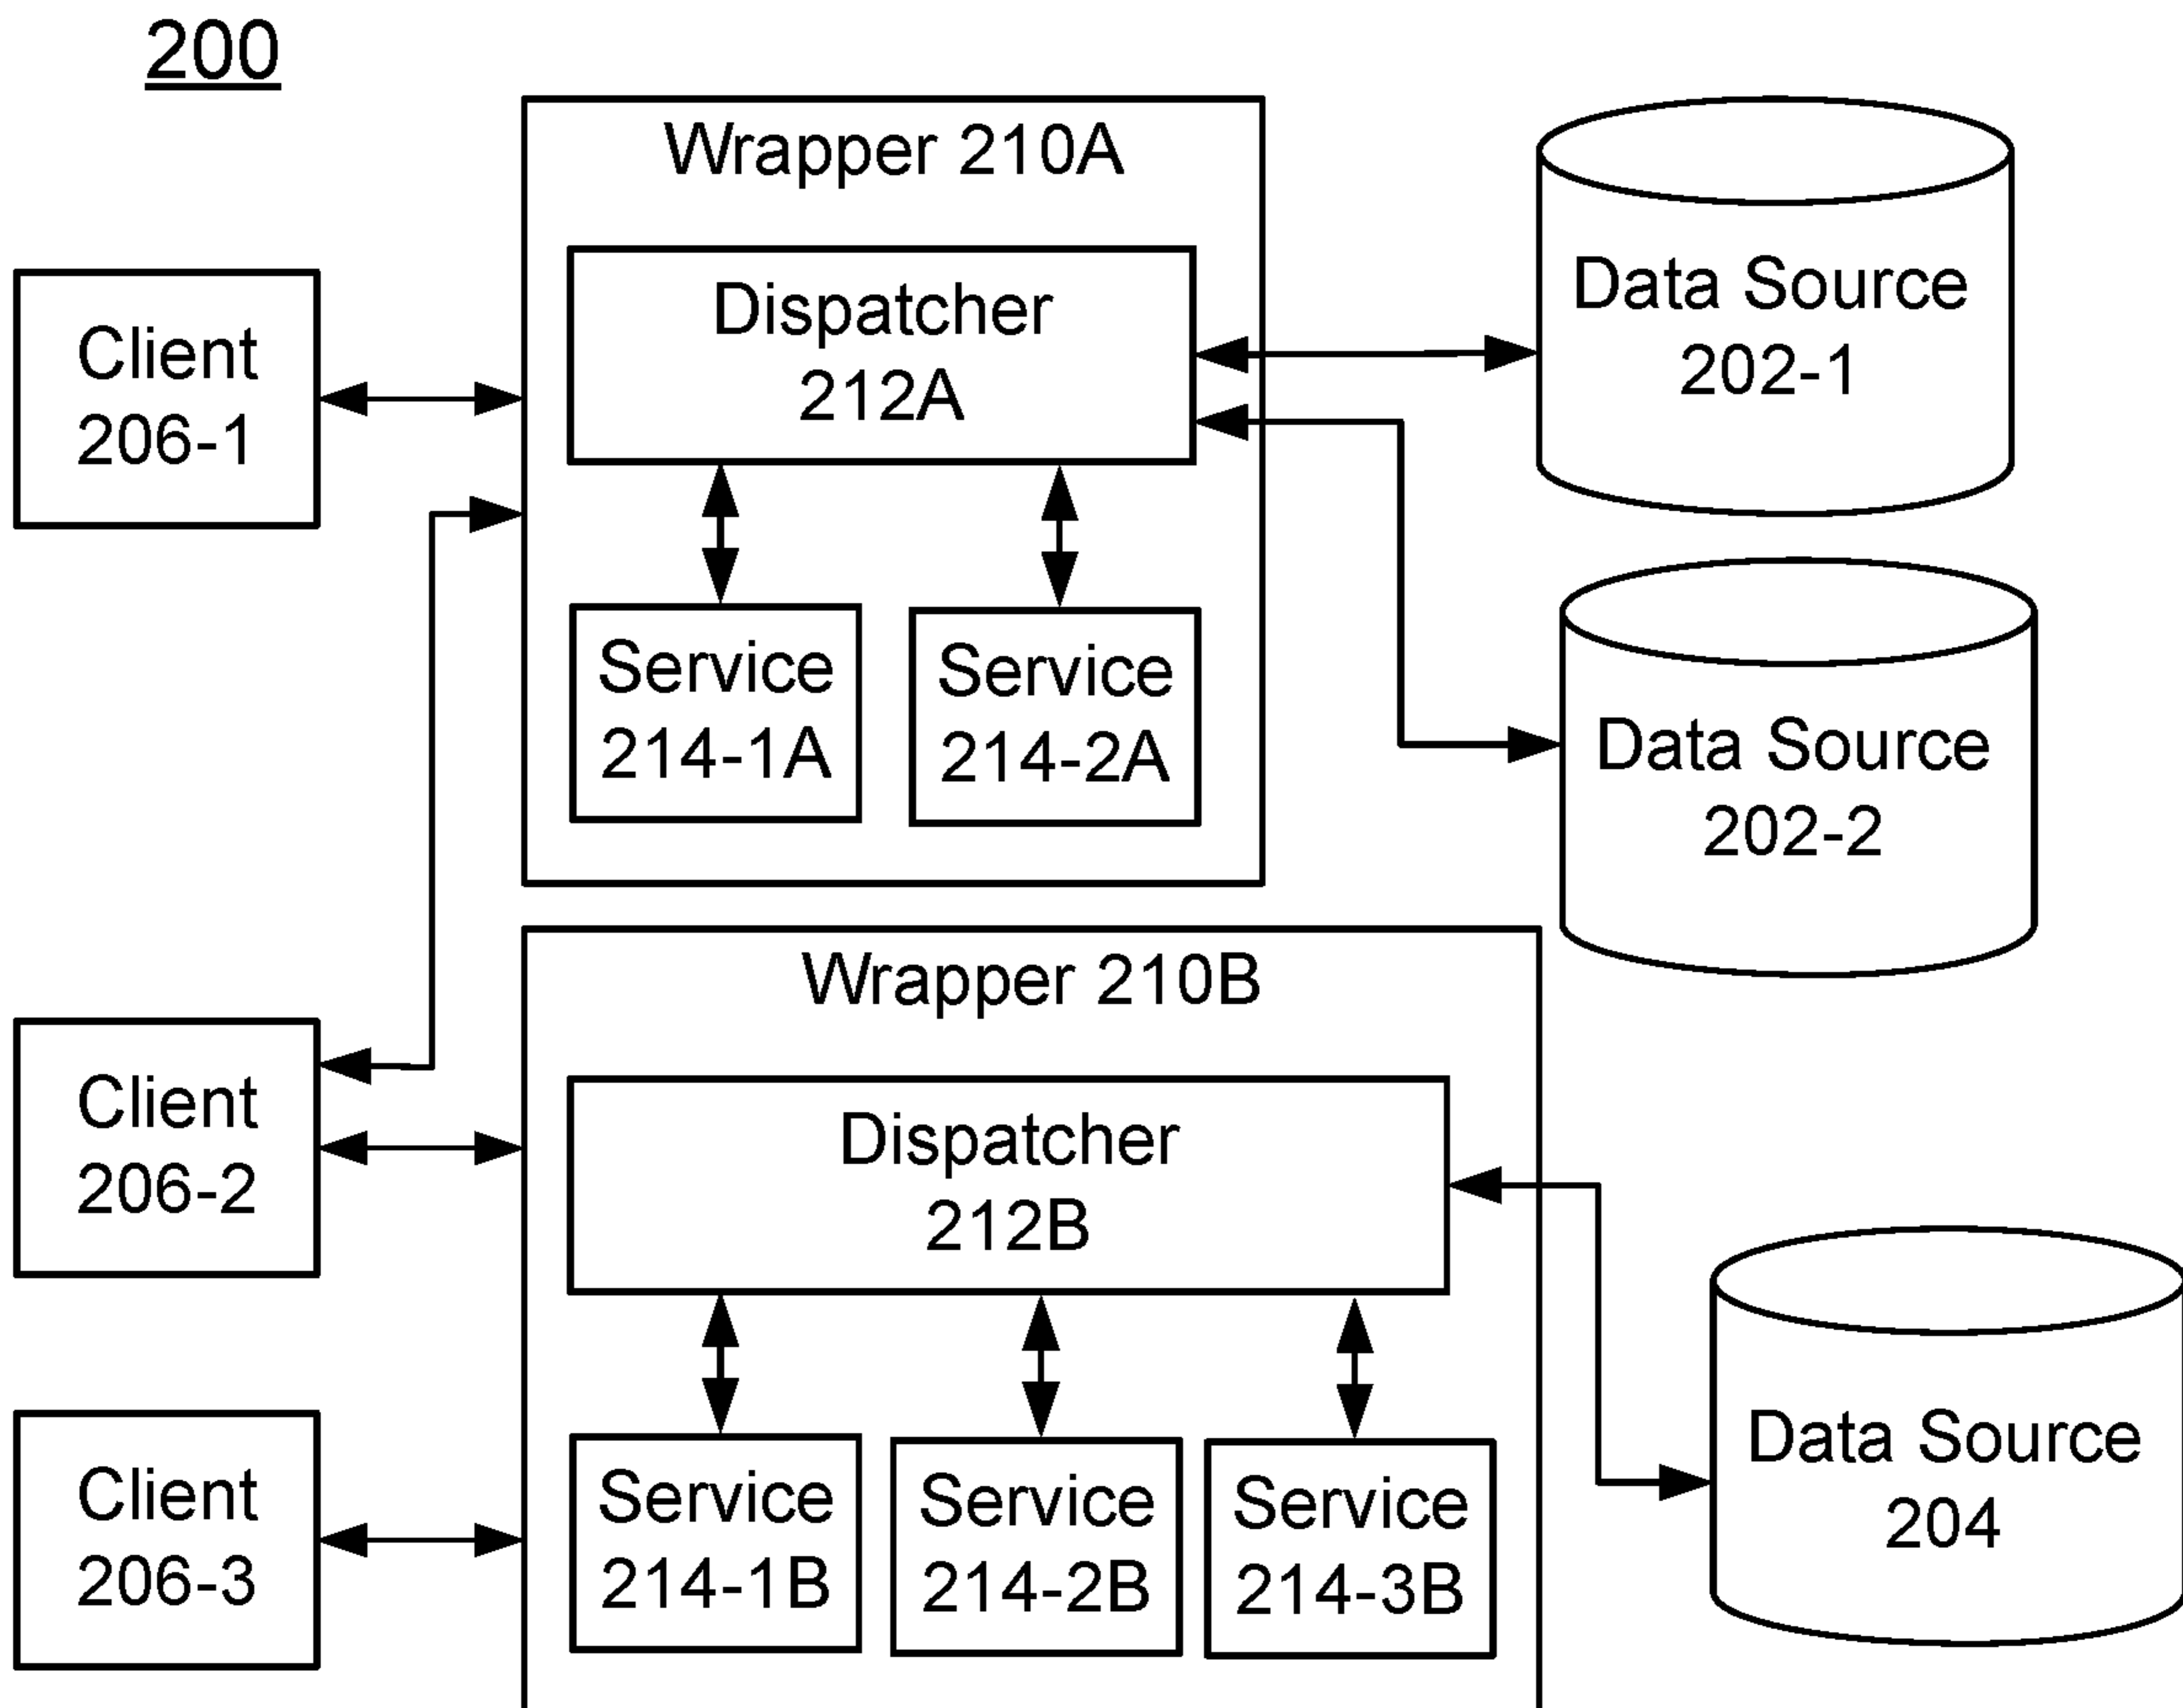 200
Wrapper 210A
Dispatcher
212A
Client
206-1
Service
214-1A
Service
214-2A
Data Source
202-1
Data Source
202-2
Wrapper 210B
Dispatcher
212B
Client
206-2
Client
206-3
Service
214-1B
Service
214-2B
Service
214-3B
Data Source
204